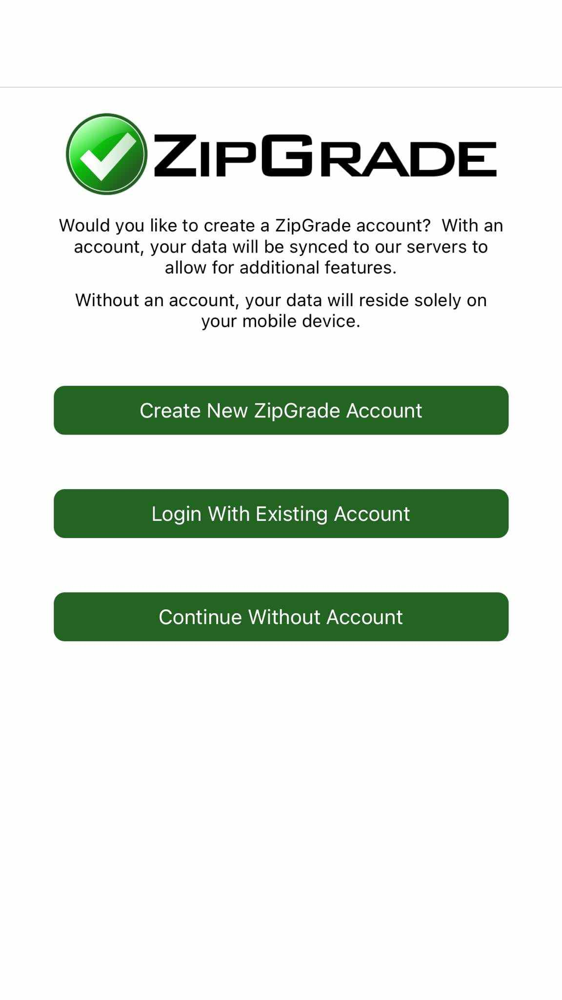 ZIPGRADE
Would you like to create a ZipGrade account?  With an
account, your data will be synced to our servers to
allow for additional features.
Without an account, your data will reside solely on
your mobile device.
Create New ZipGrade Account
Login With Existing Account
Continue Without Account